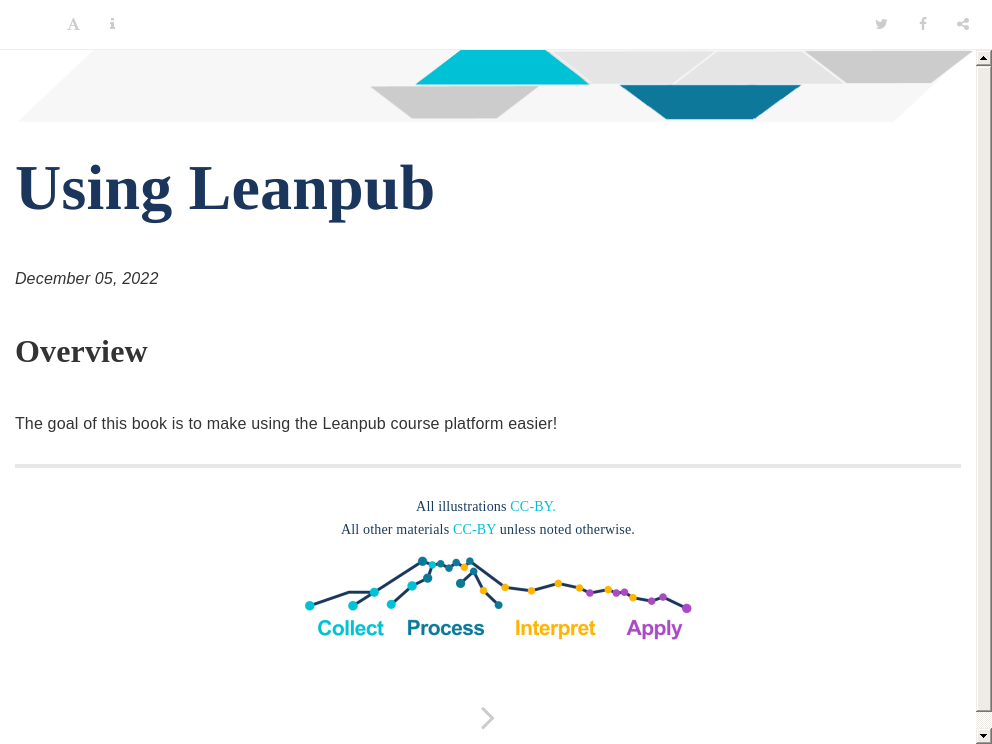 Using Leanpub
December 05, 2022
Overview
The goal of this book is to make using the Leanpub course platform easier!
All illustrations CC-BY.
All other materials CC-BY unless noted otherwise.
Collect Process Interpret Apply